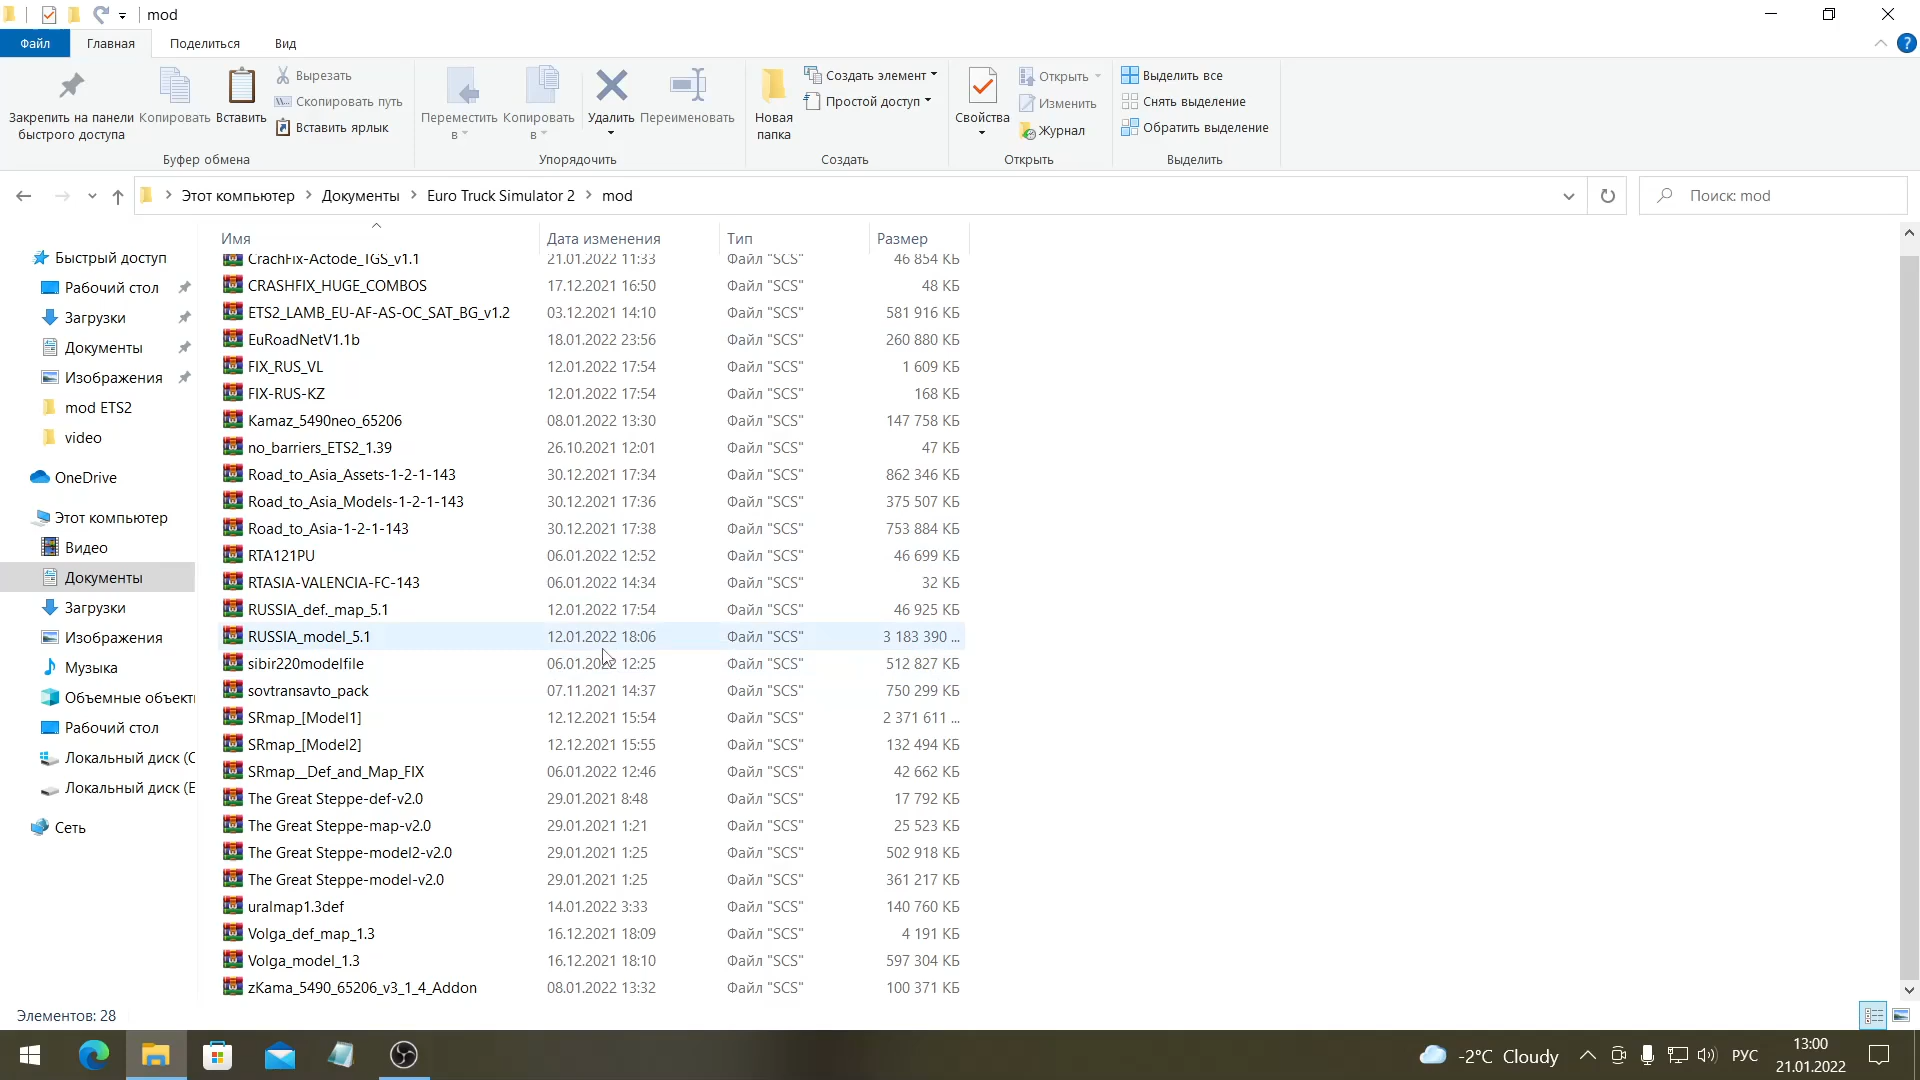 mod
Файл
Главная
Поделиться
Вид
Закрепить на панели
быстрого доступа
Копировать
Вставить
Вырезать
Скопировать путь
Вставить ярлык
Буфер обмена
Переместить
в
Копировать
в
Удалить
Переименовать
Упорядочить
Новая
папка
Создать элемент
Простой доступ
Создать
Свойства
Открыть
Изменить
Журнал
Открыть
Выделить все
Снять выделение
Обратить выделение
Выделить
Этот компьютер
Документы
Euro Truck Simulator 2
mod
Поиск: mod
Быстрый доступ
Рабочий стол
Загрузки
Документы
Изображения
mod ETS2
video
OneDrive
Этот компьютер
Видео
Документы
Загрузки
Изображения
Музыка
Объемные объект
Рабочий стол
Локальный диск (C
Локальный диск (E
Сеть
Имя Дата изменения Тип Размер
CrachFix-Actode_TGS_v1.1 21.01.2022 11:33 Файл "SCS" 46 854 КБ
CRASHFIX_HUGE_COMBOS 17.12.2021 16:50 Файл "SCS" 48 КБ
ETS2_LAMB_EU-AF-AS-OC_SAT_BG_v1.2 03.12.2021 14:10 Файл "SCS" 581 916 КБ
EuRoadNetV1.1b 18.01.2022 23:56 Файл "SCS" 260 880 КБ
FIX_RUS_VL 12.01.2022 17:54 Файл "SCS" 1 609 КБ
FIX-RUS-KZ 12.01.2022 17:54 Файл "SCS" 168 КБ
Kamaz_5490neo_65206 08.01.2022 13:30 Файл "SCS" 147 758 КБ
no_barriers_ETS2_1.39 26.10.2021 12:01 Файл "SCS" 47 КБ
Road_to_Asia_Assets-1-2-1-143 30.12.2021 17:34 Файл "SCS" 862 346 КБ
Road_to_Asia_Models-1-2-1-143 30.12.2021 17:36 Файл "SCS" 375 507 КБ
Road_to_Asia-1-2-1-143 30.12.2021 17:38 Файл "SCS" 753 884 КБ
RTA121PU 06.01.2022 12:52 Файл "SCS" 46 699 КБ
RTASIA-VALENCIA-FC-143 06.01.2022 14:34 Файл "SCS" 32 КБ
RUSSIA_def._map_5.1 12.01.2022 17:54 Файл "SCS" 46 925 КБ
RUSSIA_model_5.1 12.01.2022 18:06 Файл "SCS" 3 183 390 ...
sibir220modelfile 06.01.2022 12:25 Файл "SCS" 512 827 КБ
sovtransavto_pack 07.11.2021 14:37 Файл "SCS" 750 299 КБ
SRmap_[Model1] 12.12.2021 15:54 Файл "SCS" 2 371 611 ...
SRmap_[Model2] 12.12.2021 15:55 Файл "SCS" 132 494 КБ
SRmap__Def_and_Map_FIX 06.01.2022 12:46 Файл "SCS" 42 662 КБ
The Great Steppe-def-v2.0 29.01.2021 8:48 Файл "SCS" 17 792 КБ
The Great Steppe-map-v2.0 29.01.2021 1:21 Файл "SCS" 25 523 КБ
The Great Steppe-model2-v2.0 29.01.2021 1:25 Файл "SCS" 502 918 КБ
The Great Steppe-model-v2.0 29.01.2021 1:25 Файл "SCS" 361 217 КБ
uralmap1.3def 14.01.2022 3:33 Файл "SCS" 140 760 КБ
Volga_def_map_1.3 16.12.2021 18:09 Файл "SCS" 4 191 КБ
Volga_model_1.3 16.12.2021 18:10 Файл "SCS" 597 304 КБ
zKama_5490_65206_v3_1_4_Addon 08.01.2022 13:32 Файл "SCS" 100 371 КБ
Элементов: 28
-2°C Cloudy
РУС
13:00
21.01.2022